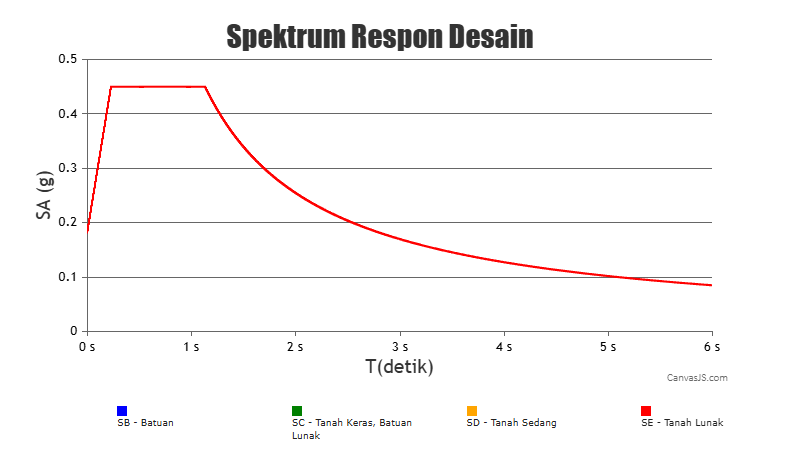 Spektrum Respon Desain
0.5
0.4
0.3
0.2
0.1
0
SA (g)
0 s
1 s
2 s
3 s
4 s
5 s
6 s
T(detik)
CanvasJS.com
SB - Batuan
SC - Tanah Keras, Batuan
Lunak
SD - Tanah Sedang
SE - Tanah Lunak